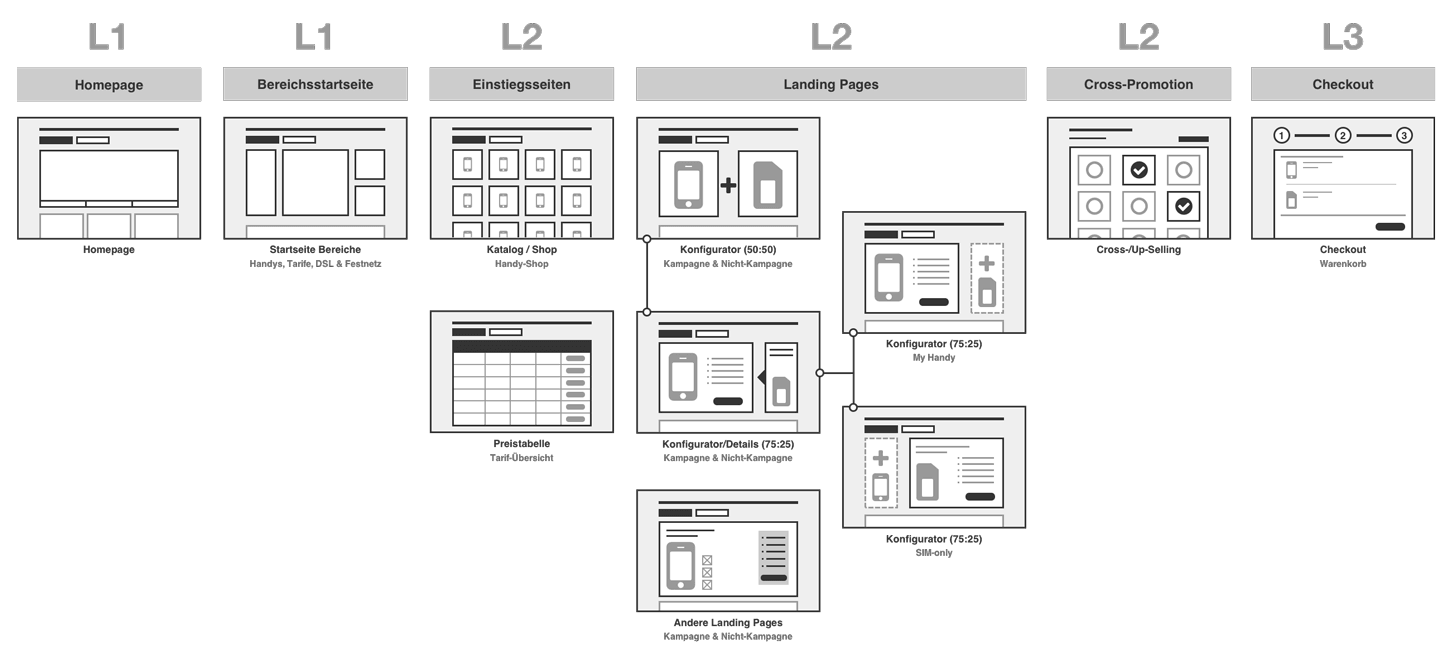 L1
L1
L2
L2
L2
L3
Homepage
Bereichsstartseite
Einstiegsseiten
Landing Pages
Cross-Promotion
Checkout
1
2
3
Homepage
Startseite Bereiche
Handys, Tarife, DSL & Festnetz
Katalog / Shop
Handy-Shop
Konfigurator (50:50)
Kampagne & Nicht-Kampagne
Cross-/Up-Selling
Checkout
Warenkorb
Konfigurator (75:25)
My Handy
Preistabelle
Tarif-Übersicht
Konfigurator/Details (75:25)
Kampagne & Nicht-Kampagne
Konfigurator (75:25)
SIM-only
Andere Landing Pages
Kampagne & Nicht-Kampagne